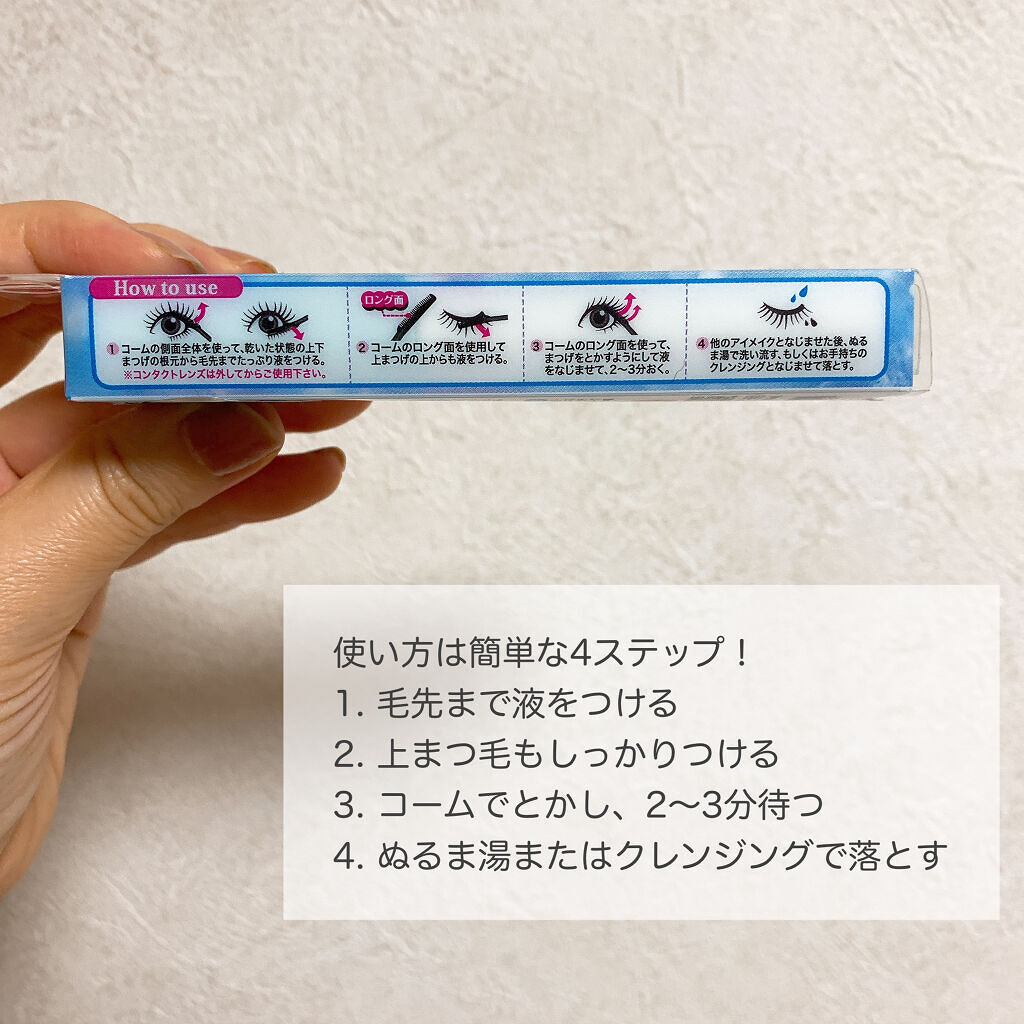 How to use
①コームの側面全体を使って、乾いた状態の上下
まつげの根元から毛先までたっぷり液をつける。
※コンタクトレンズは外してからご使用下さい。
ロング面
②コームのロング面を使用して
上まつげの上からも液をつける。
③コームのロング面を使って、
まつげをとかすようにして液
をなじませて、2〜3分おく。
④他のアイメイクとなじませた後、ぬる
ま湯で洗い流す、もしくはお手持ちの
クレンジングとなじませて落とす。
使い方は簡単な4ステップ！
1. 毛先まで液をつける
2. 上まつ毛もしっかりつける
3. コームでとかし、2〜3分待つ
4. ぬるま湯またはクレンジングで落とす